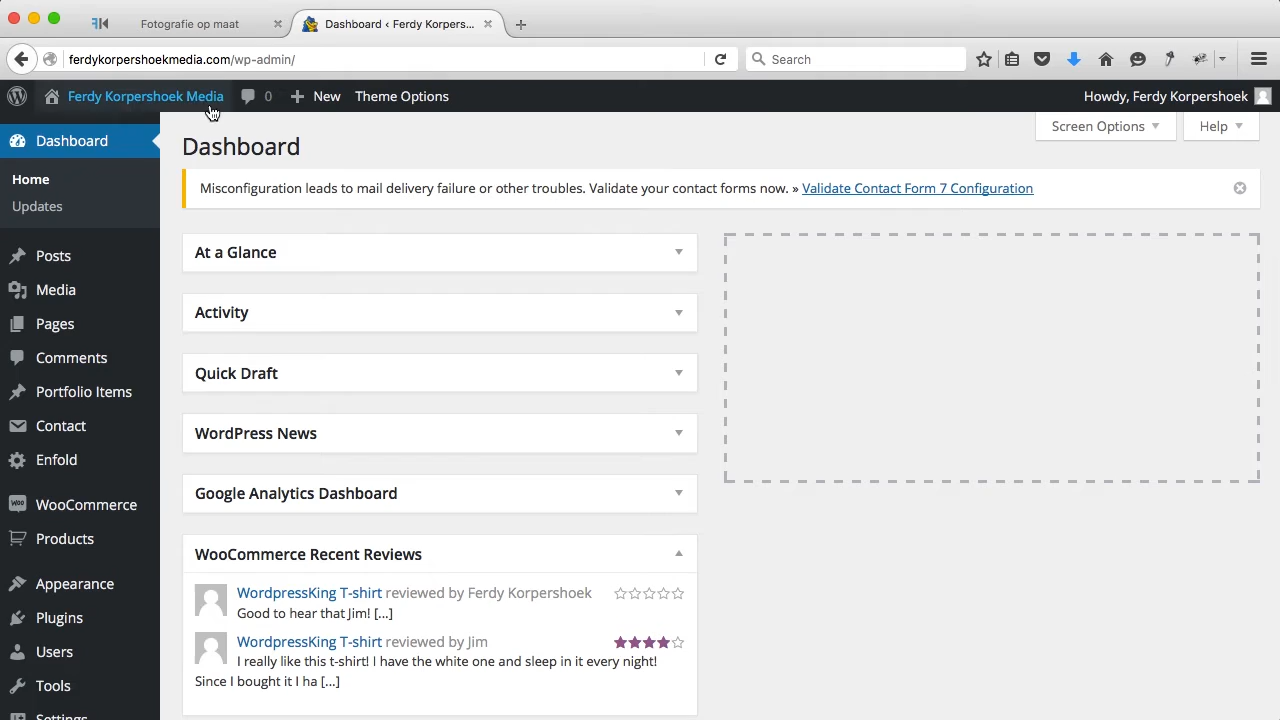 Fotografie op maat
Dashboard ‹ Ferdy Korpers...
ferdykorpershoekmedia.com/wp-admin/
Search
Ferdy Korpershoek Media
0
New
Theme Options
Howdy, Ferdy Korpershoek
Dashboard
Home
Updates
Posts
Media
Pages
Comments
Portfolio Items
Contact
Enfold
WooCommerce
Products
Appearance
Plugins
Users
Tools
Settings
Screen Options
Help
Dashboard
Misconfiguration leads to mail delivery failure or other troubles. Validate your contact forms now. » Validate Contact Form 7 Configuration
At a Glance
Activity
Quick Draft
WordPress News
Google Analytics Dashboard
WooCommerce Recent Reviews
WordpressKing T-shirt reviewed by Ferdy Korpershoek
Good to hear that Jim! [...]
WordpressKing T-shirt reviewed by Jim
I really like this t-shirt! I have the white one and sleep in it every night!
Since I bought it I ha [...]